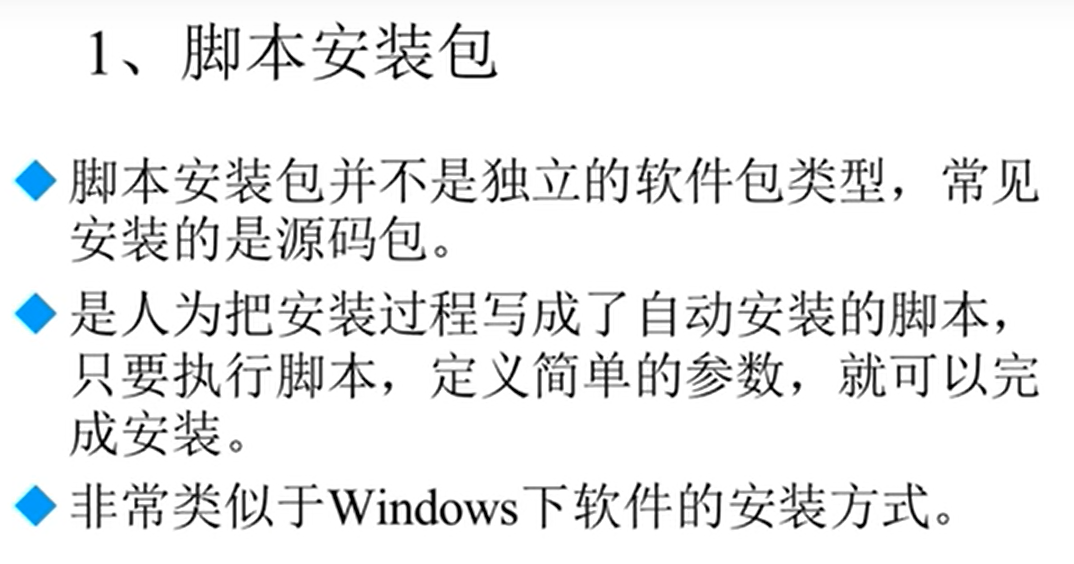 1、脚本安装包
脚本安装包并不是独立的软件包类型，常见
安装的是源码包。
是人为把安装过程写成了自动安装的脚本，
只要执行脚本，定义简单的参数，就可以完
成安装。
非常类似于Windows下软件的安装方式。